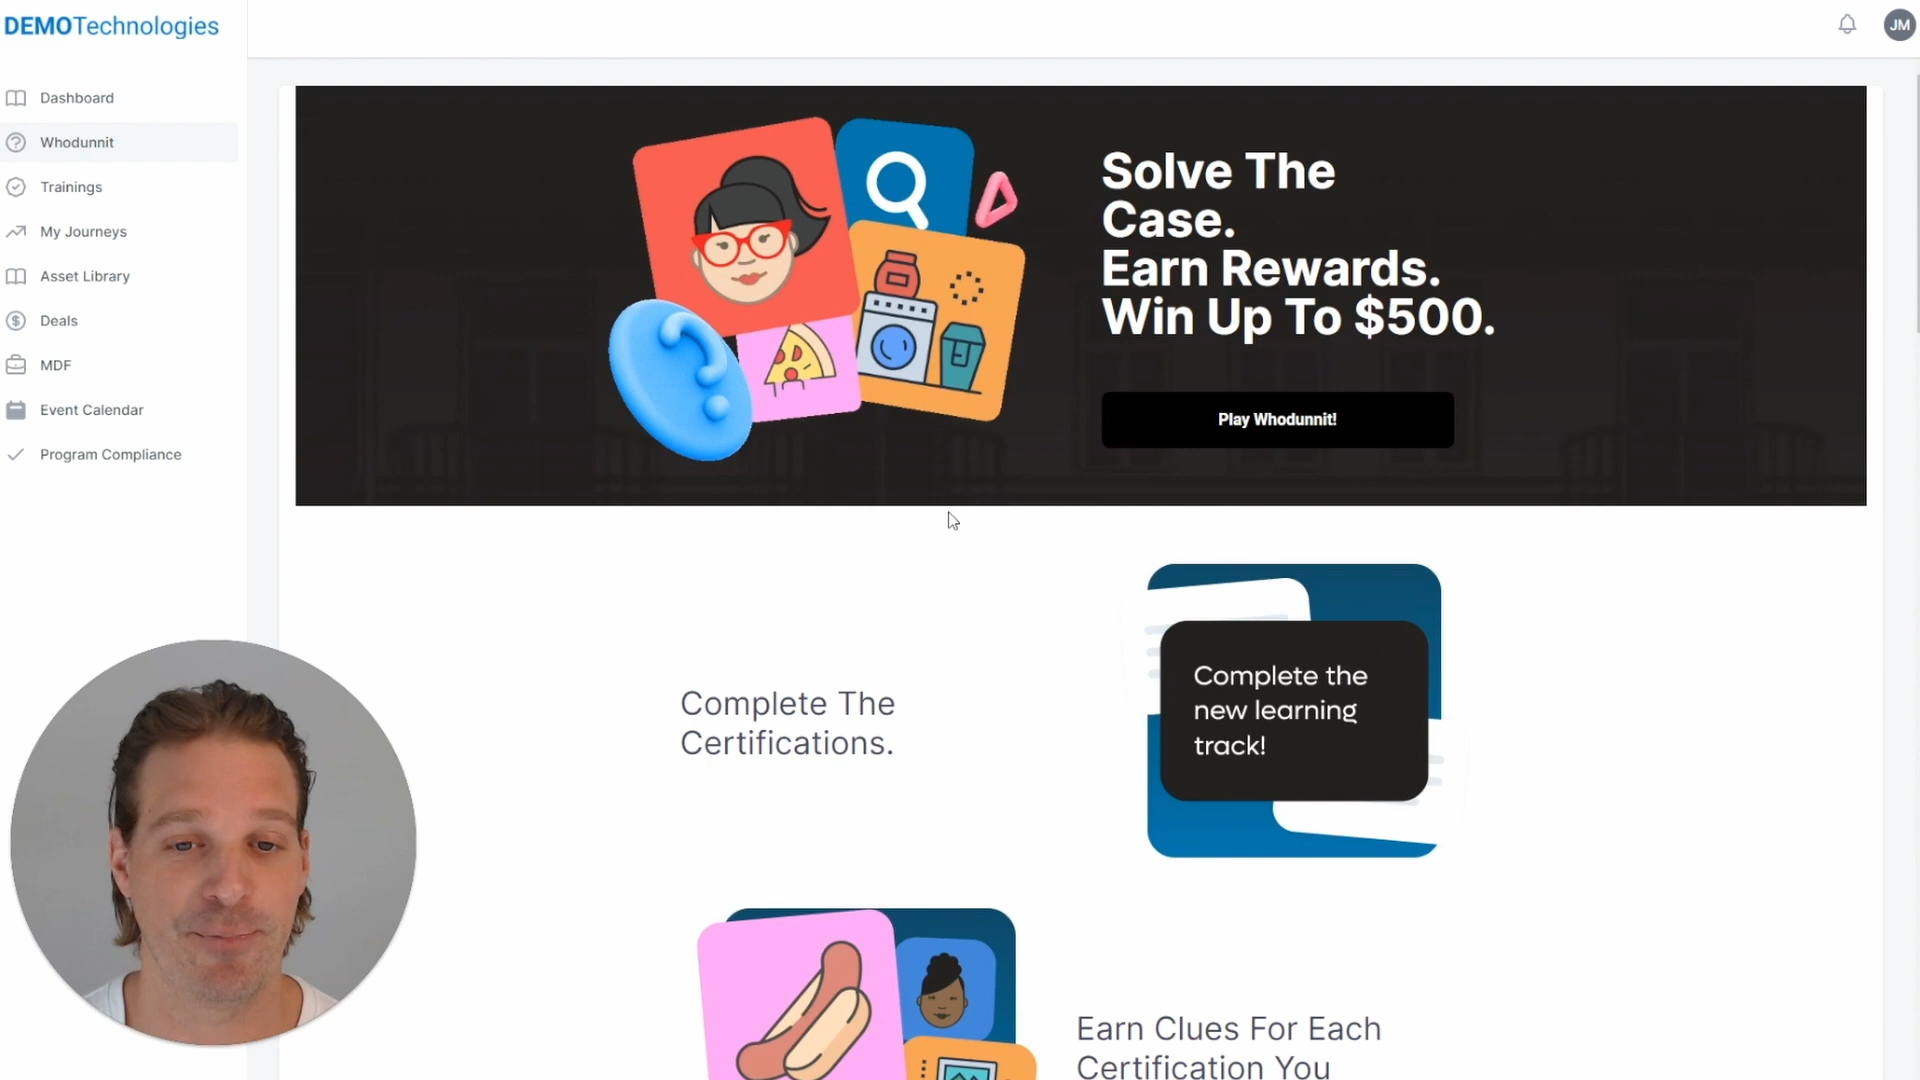 DEMOTechnologies
JM
Dashboard
Whodunnit
Trainings
My Journeys
Asset Library
Deals
MDF
Event Calendar
Program Compliance
Solve The
Case.
Earn Rewards.
Win Up To $500.
Play Whodunnit!
Complete The
Certifications.
Complete the
new learning
track!
Earn Clues For Each
Certification You